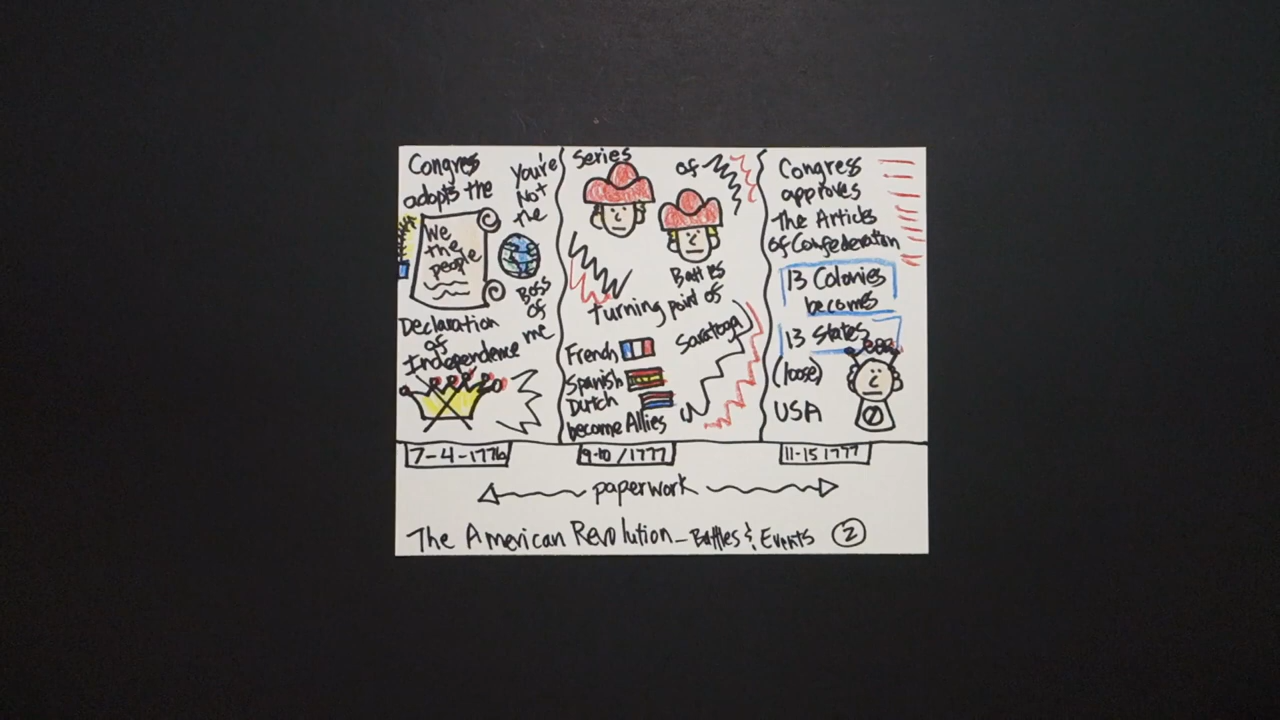 Congress
adopts the
We
the
people
Declaration
of
Independence
You're
Not
the
Boss
of
me
7-4-1776
Series
of
Battles
turning point of
Saratoga
French
Spanish
Dutch
become Allies
9-10/1777
Congress
approves
The Articles
of Confederation
13 Colonies
becomes
13 States
(loose)
USA
11-15 1777
paperwork
The American Revolution - Battles & Events 2